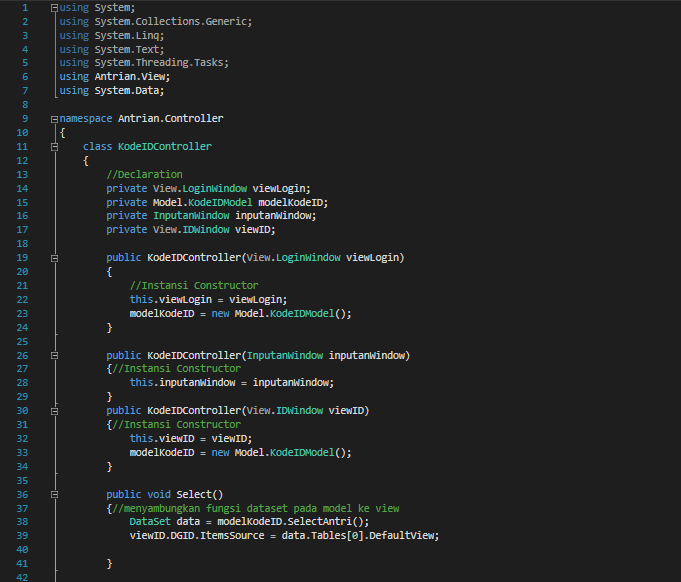 1 using System;
2 using System.Collections.Generic;
3 using System.Linq;
4 using System.Text;
5 using System.Threading.Tasks;
6 using Antrian.View;
7 using System.Data;
8
9 namespace Antrian.Controller
10 {
11 class KodeIDController
12 {
13 //Declaration
14 private View.LoginWindow viewLogin;
15 private Model.KodeIDModel modelKodeID;
16 private InputanWindow inputanWindow;
17 private View.IDWindow viewID;
18
19 public KodeIDController(View.LoginWindow viewLogin)
20 {
21 //Instansi Constructor
22 this.viewLogin = viewLogin;
23 modelKodeID = new Model.KodeIDModel();
24 }
25
26 public KodeIDController(InputanWindow inputanWindow)
27 {//Instansi Constructor
28 this.inputanWindow = inputanWindow;
29 }
30 public KodeIDController(View.IDWindow viewID)
31 {//Instansi Constructor
32 this.viewID = viewID;
33 modelKodeID = new Model.KodeIDModel();
34 }
35
36 public void Select()
37 {//menyambungkan fungsi dataset pada model ke view
38 DataSet data = modelKodeID.SelectAntri();
39 viewID.DGID.ItemsSource = data.Tables[0].DefaultView;
40
41 }
42